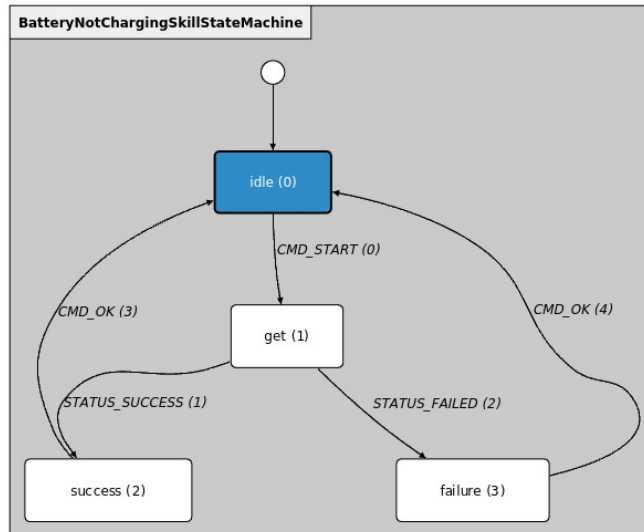 BatteryNotChargingSkillStateMachine
idle (0)
CMD_START (0)
CMD_OK (3)
CMD_OK (4)
get (1)
STATUS_SUCCESS (1)
STATUS_FAILED (2)
success (2)
failure (3)